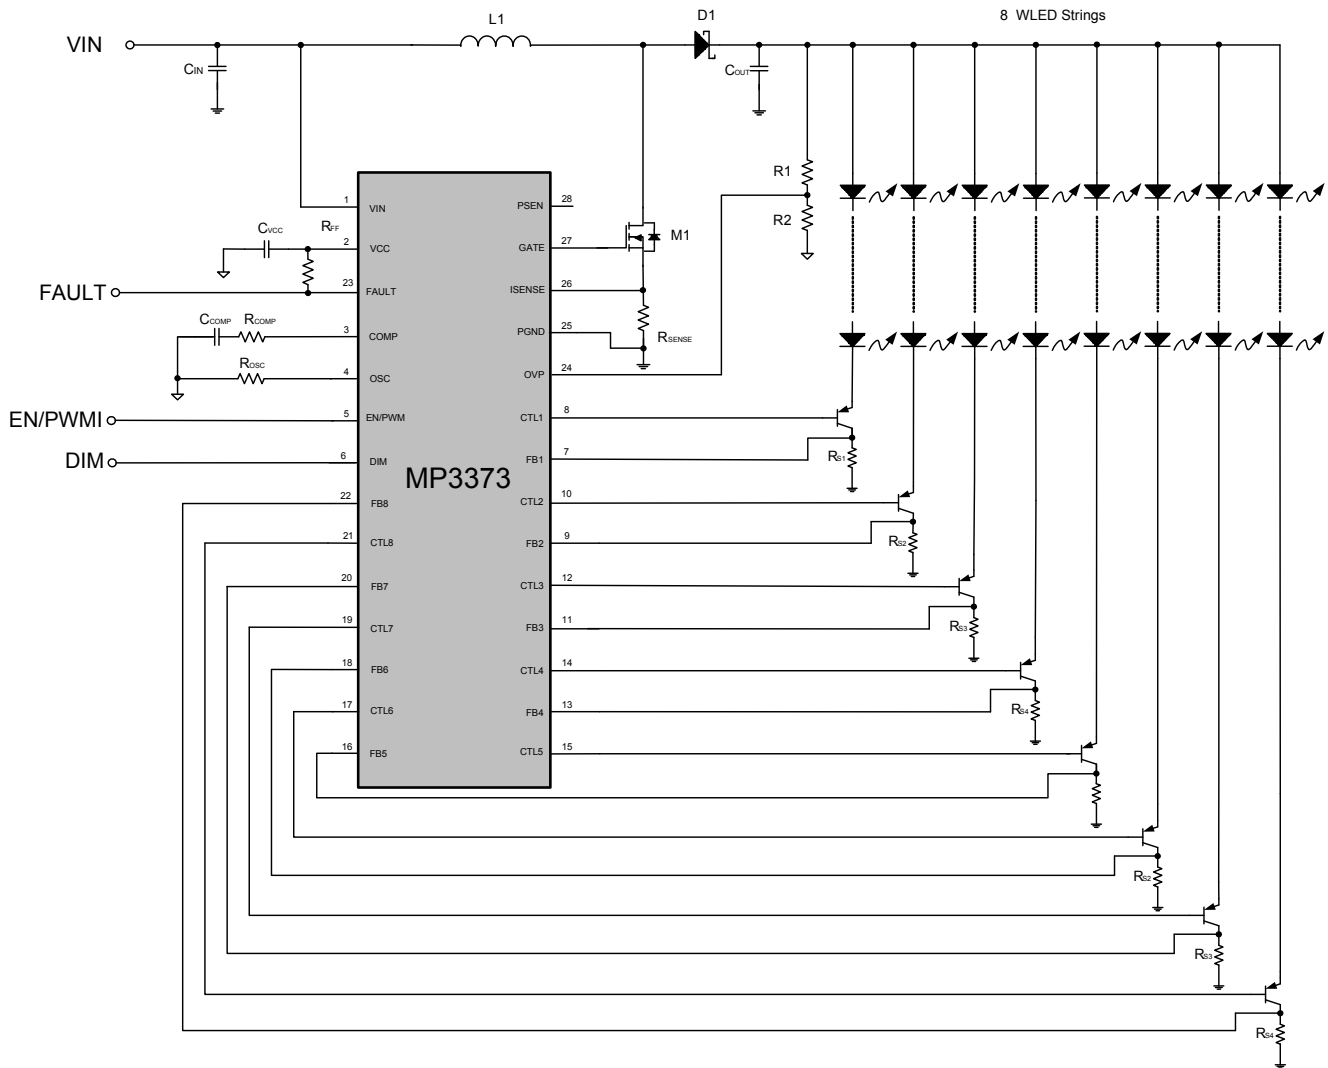 8 WLED Strings
L1
D1
VIN
CIN
COUT
R1
R2
1
VIN
PSEN
28
CVCC
RFF
2
VCC
GATE
27
M1
FAULT
23
FAULT
ISENSE
26
CCOMP
RCOMP
3
COMP
PGND
25
RSENSE
ROSC
4
OSC
OVP
24
EN/PWMI
5
EN/PWM
CTL1
8
DIM
6
DIM
FB1
7
RS1
MP3373
22
FB8
CTL2
10
21
CTL8
FB2
9
RS2
20
FB7
CTL3
12
19
CTL7
FB3
11
RS3
18
FB6
CTL4
14
17
CTL6
FB4
13
RS4
16
FB5
CTL5
15
RS2
RS3
RS4